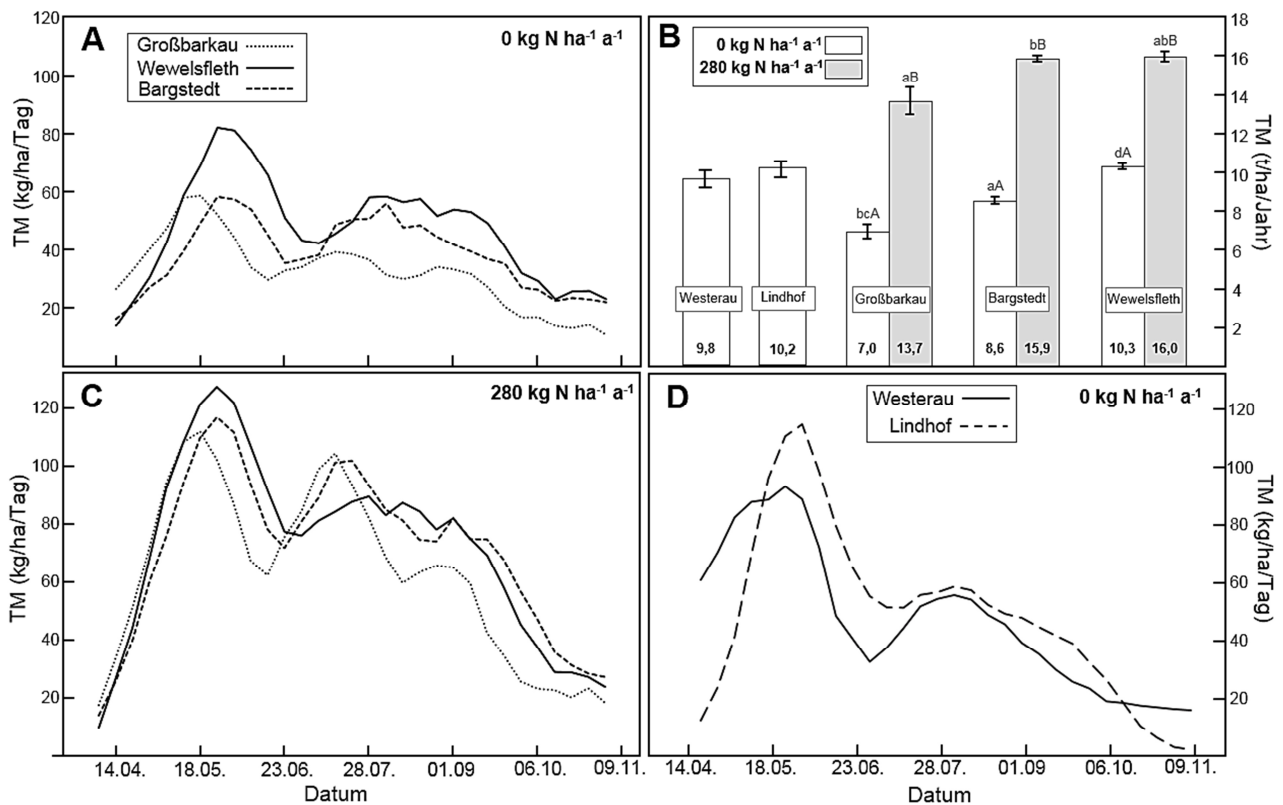 A
0 kg N ha⁻¹ a⁻¹
Großbarkau
Wewelsfleth
Bargstedt
120
100
80
60
40
20
TM (kg/ha/Tag)
B
0 kg N ha⁻¹ a⁻¹
280 kg N ha⁻¹ a⁻¹
aB
bB
abB
bcA
aA
dA
Westerau
Lindhof
Großbarkau
Bargstedt
Wewelsfleth
9,8
10,2
7,0
13,7
8,6
15,9
10,3
16,0
18
16
14
12
10
8
6
4
2
TM (t/ha/Jahr)
C
280 kg N ha⁻¹ a⁻¹
120
100
80
60
40
20
TM (kg/ha/Tag)
14.04.
18.05.
23.06.
28.07.
01.09
06.10.
09.11.
Datum
D
Westerau
Lindhof
0 kg N ha⁻¹ a⁻¹
120
100
80
60
40
20
TM (kg/ha/Tag)
14.04.
18.05.
23.06.
28.07.
01.09
06.10.
09.11.
Datum